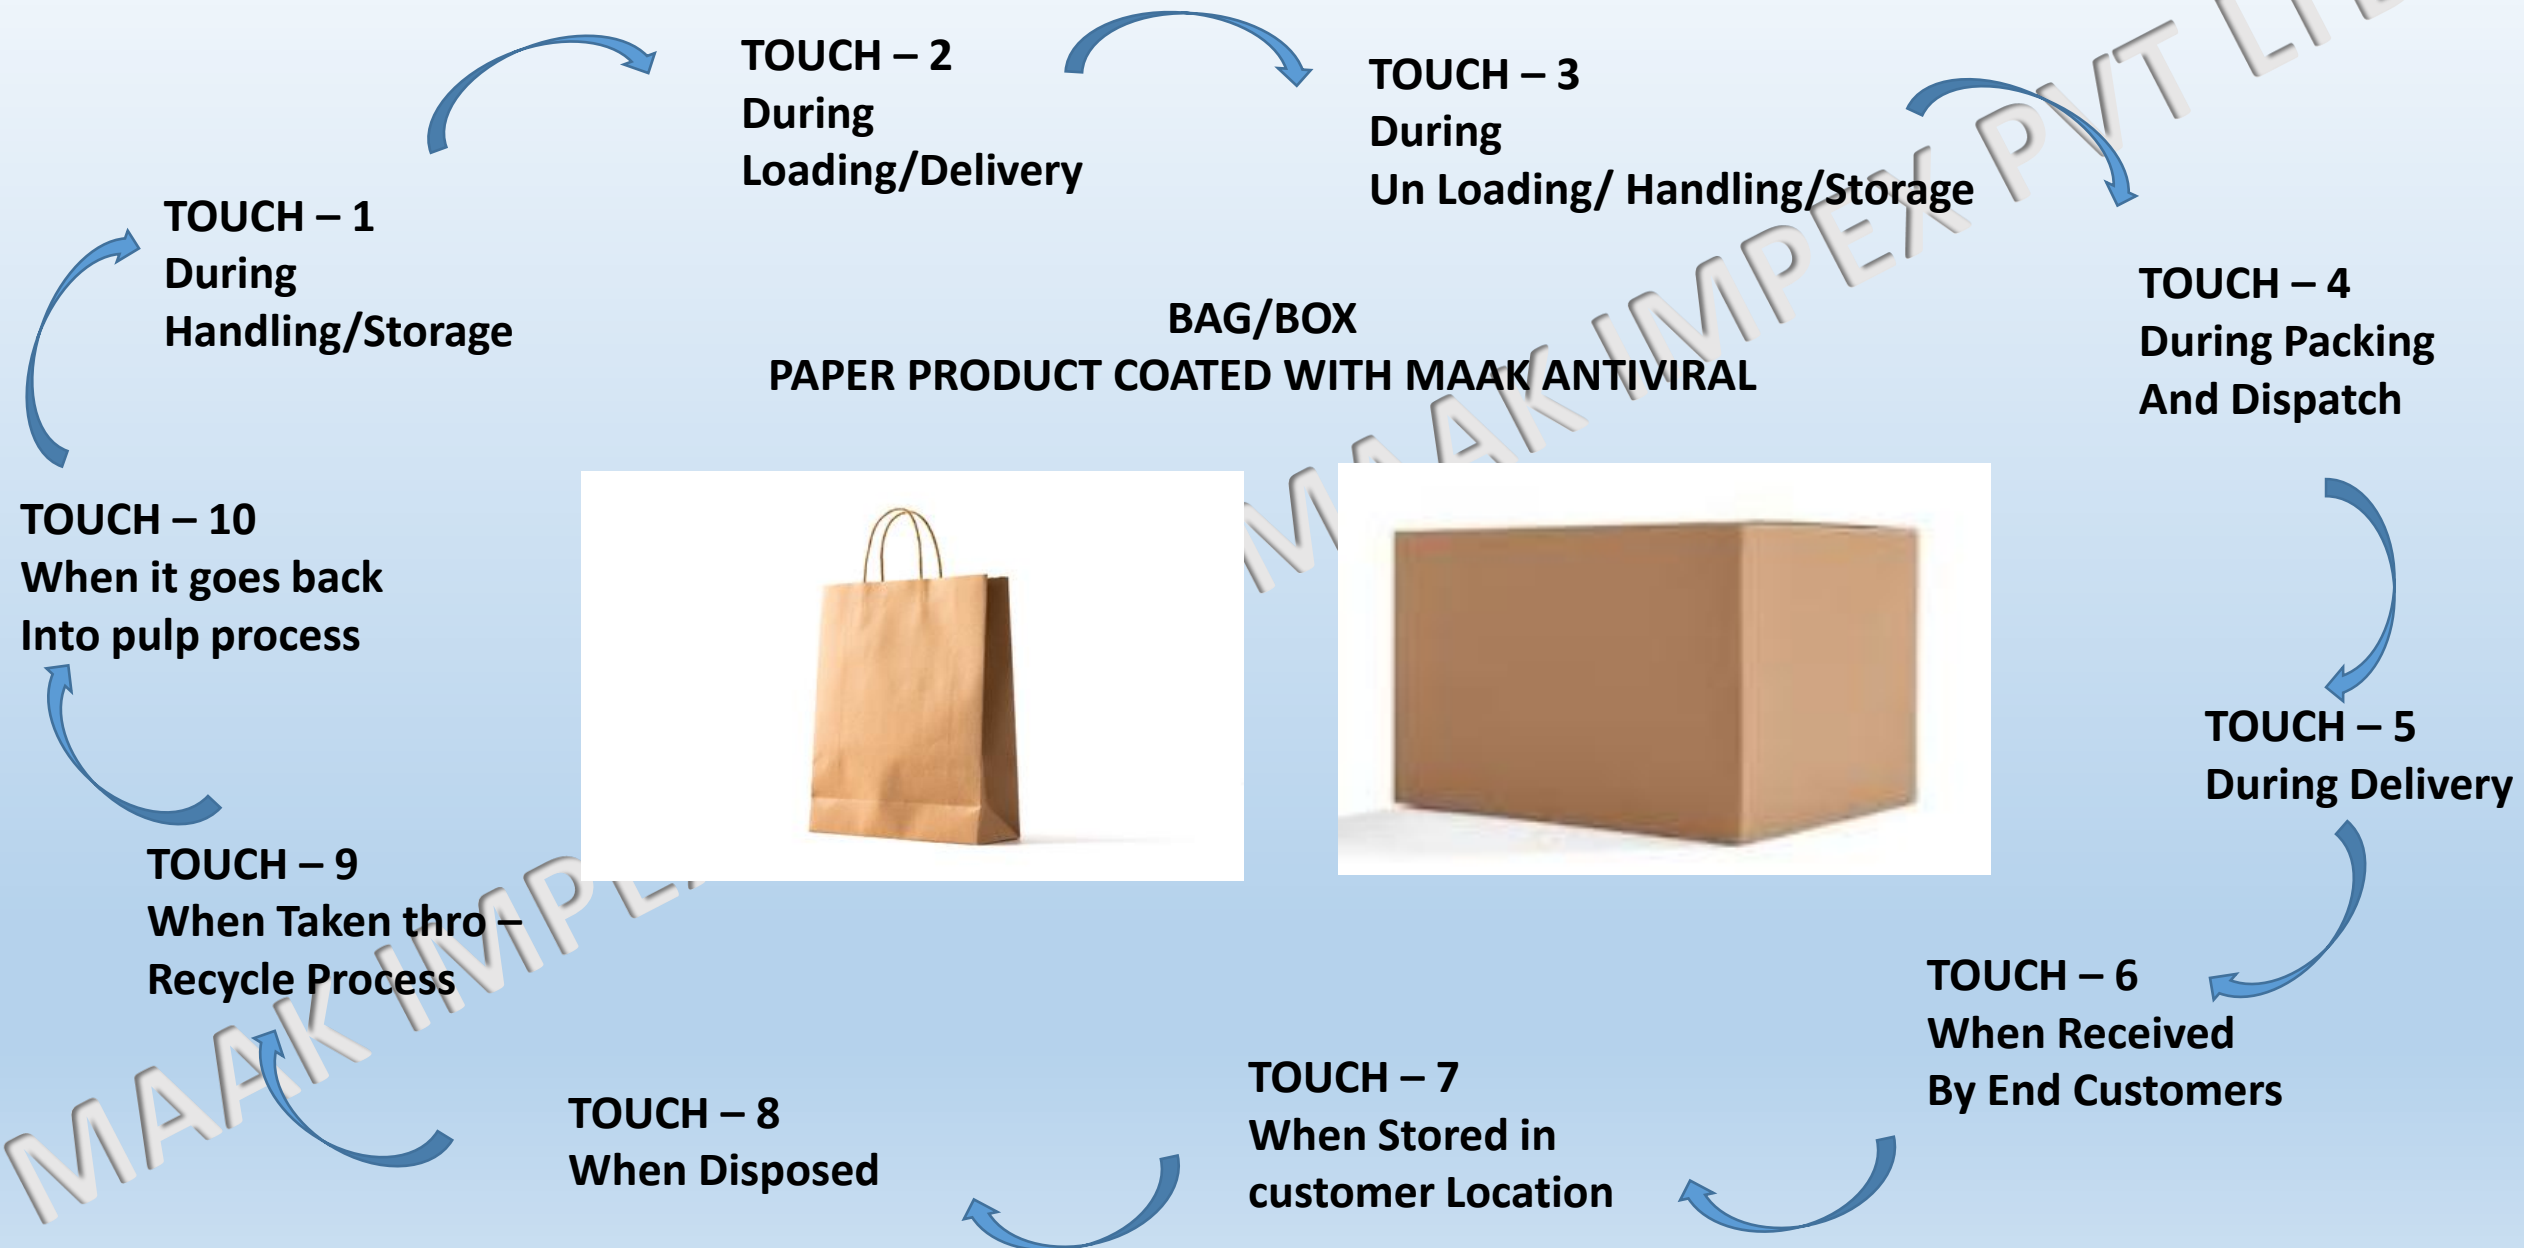 TOUCH – 1
During
Handling/Storage
TOUCH – 2
During
Loading/Delivery
TOUCH – 3
During
Un Loading/ Handling/Storage
TOUCH – 4
During Packing
And Dispatch
TOUCH – 5
During Delivery
TOUCH – 6
When Received
By End Customers
TOUCH – 7
When Stored in
customer Location
TOUCH – 8
When Disposed
TOUCH – 9
When Taken thro –
Recycle Process
TOUCH – 10
When it goes back
Into pulp process
BAG/BOX
PAPER PRODUCT COATED WITH MAAK ANTIVIRAL
MAAK IMPEX PVT LTD
MAAK IMPEX